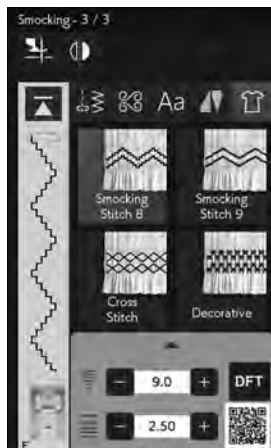 Smocking - 3 / 3
Aa
Smocking
Stitch 8
Smocking
Stitch 9
Cross
Stitch
Decorative
9.0
DFT
2.50
F